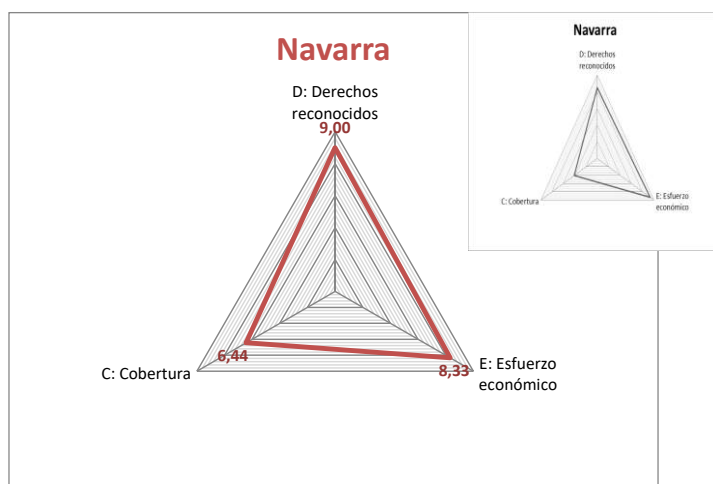 Navarra
D: Derechos
reconocidos
9,00
6,44
C: Cobertura
8,33
E: Esfuerzo
económico
Navarra
D: Derechos
reconocidos
C: Cobertura
E: Esfuerzo
económico